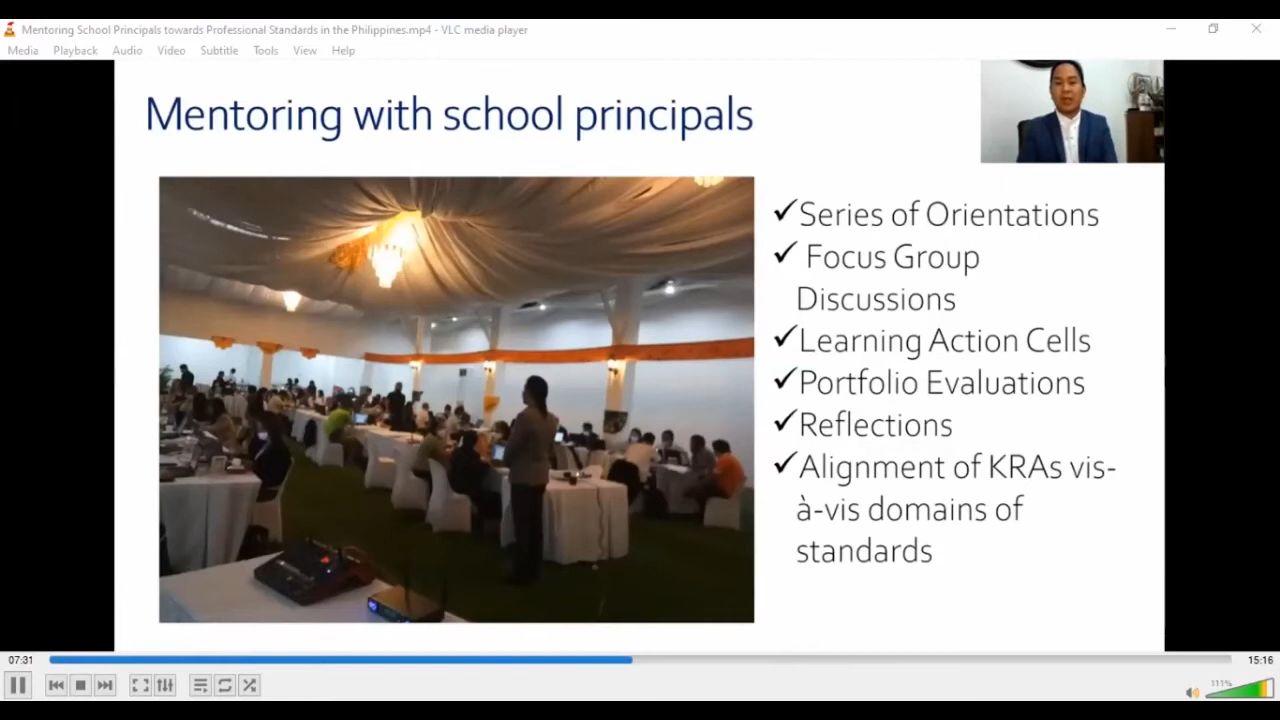 Mentoring School Principals towards Professional Standards in the Philippines.mp4 - VLC media player
Media Playback Audio Video Subtitle Tools View Help
Mentoring with school principals
✓Series of Orientations
✓ Focus Group
Discussions
✓Learning Action Cells
✓Portfolio Evaluations
✓Reflections
✓Alignment of KRAs vis-
à-vis domains of
standards
07:31
15:16
111%